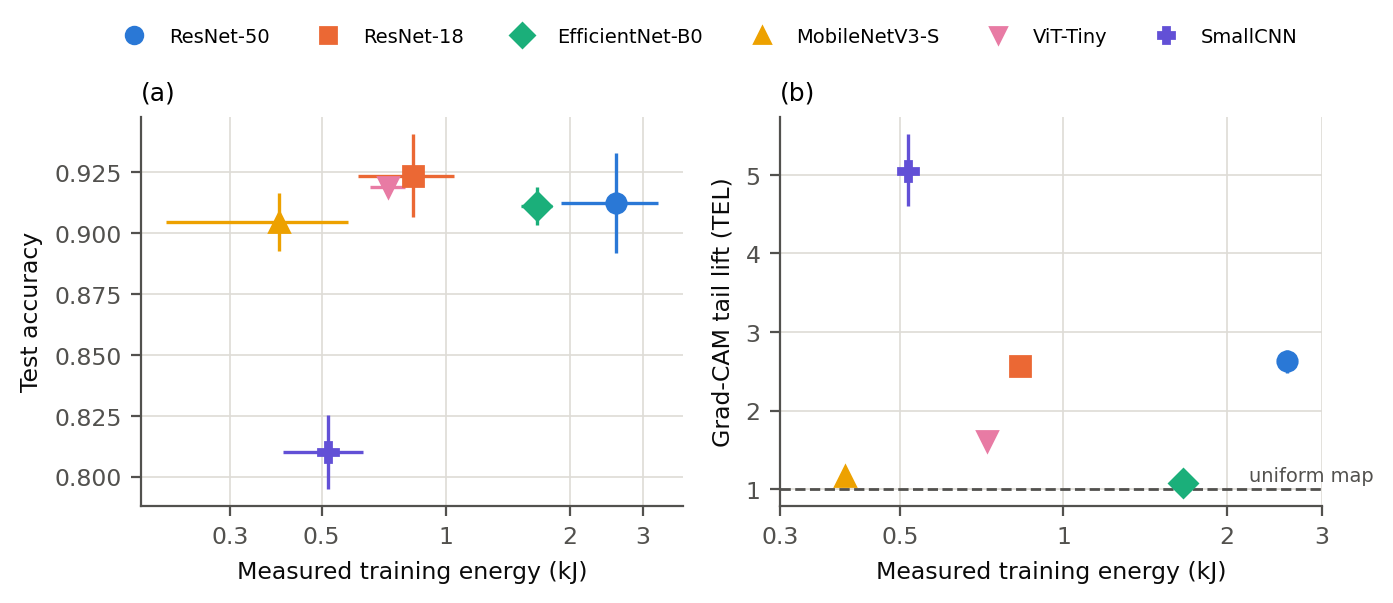 ResNet-50 ResNet-18 EfficientNet-B0 MobileNetV3-S ViT-Tiny SmallCNN
(a)
Test accuracy
0.925
0.900
0.875
0.850
0.825
0.800
0.3 0.5 1 2 3
Measured training energy (kJ)
(b)
Grad-CAM tail lift (TEL)
5
4
3
2
1
uniform map
0.3 0.5 1 2 3
Measured training energy (kJ)